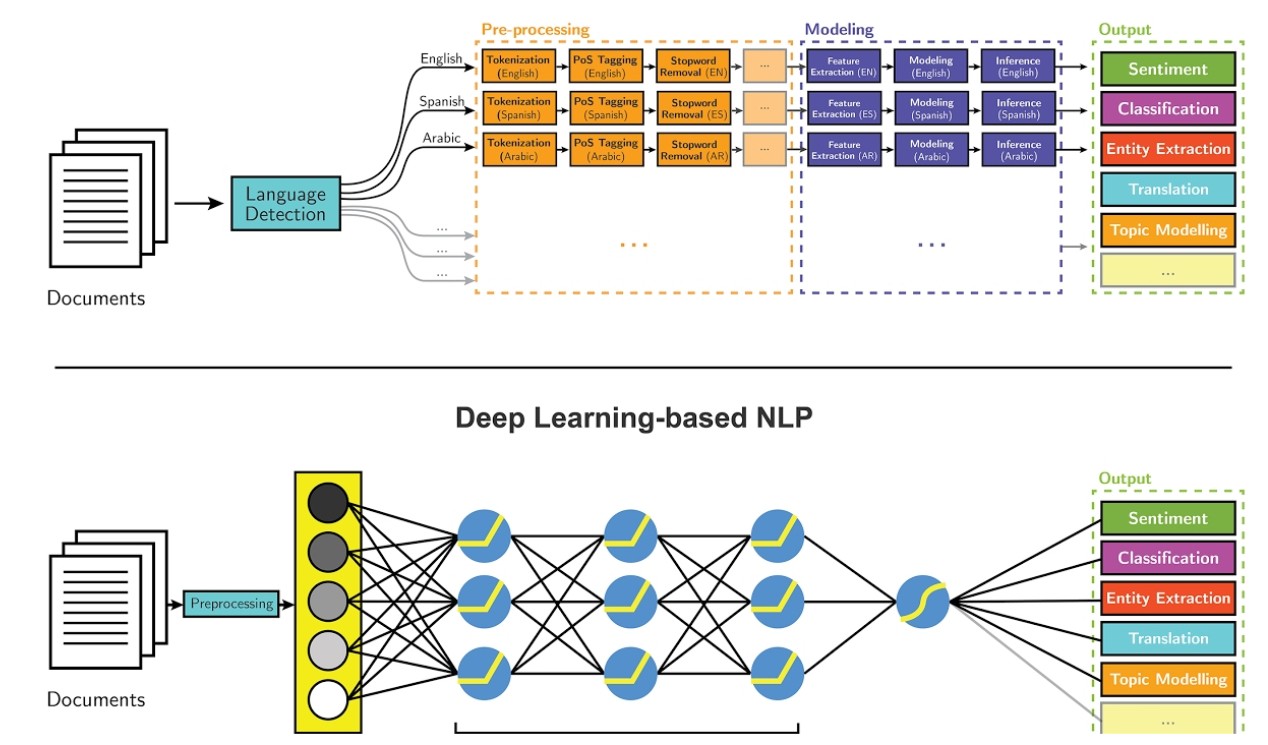 Pre-processing
Modeling
Output
English
Tokenization
(English)
PoS Tagging
(English)
Stopword
Removal (EN)
...
Feature
Extraction (EN)
Modeling
(English)
Inference
(English)
Sentiment
Spanish
Tokenization
(Spanish)
PoS Tagging
(Spanish)
Stopword
Removal (ES)
...
Feature
Extraction (ES)
Modeling
(Spanish)
Inference
(Spanish)
Classification
Arabic
Tokenization
(Arabic)
PoS Tagging
(Arabic)
Stopword
Removal (AR)
...
Feature
Extraction (AR)
Modeling
(Arabic)
Inference
(Arabic)
Entity Extraction
Language
Detection
Translation
...
...
...
...
...
Topic Modelling
...
Documents
Deep Learning-based NLP
Output
Sentiment
Classification
Entity Extraction
Preprocessing
Translation
Topic Modelling
...
Documents